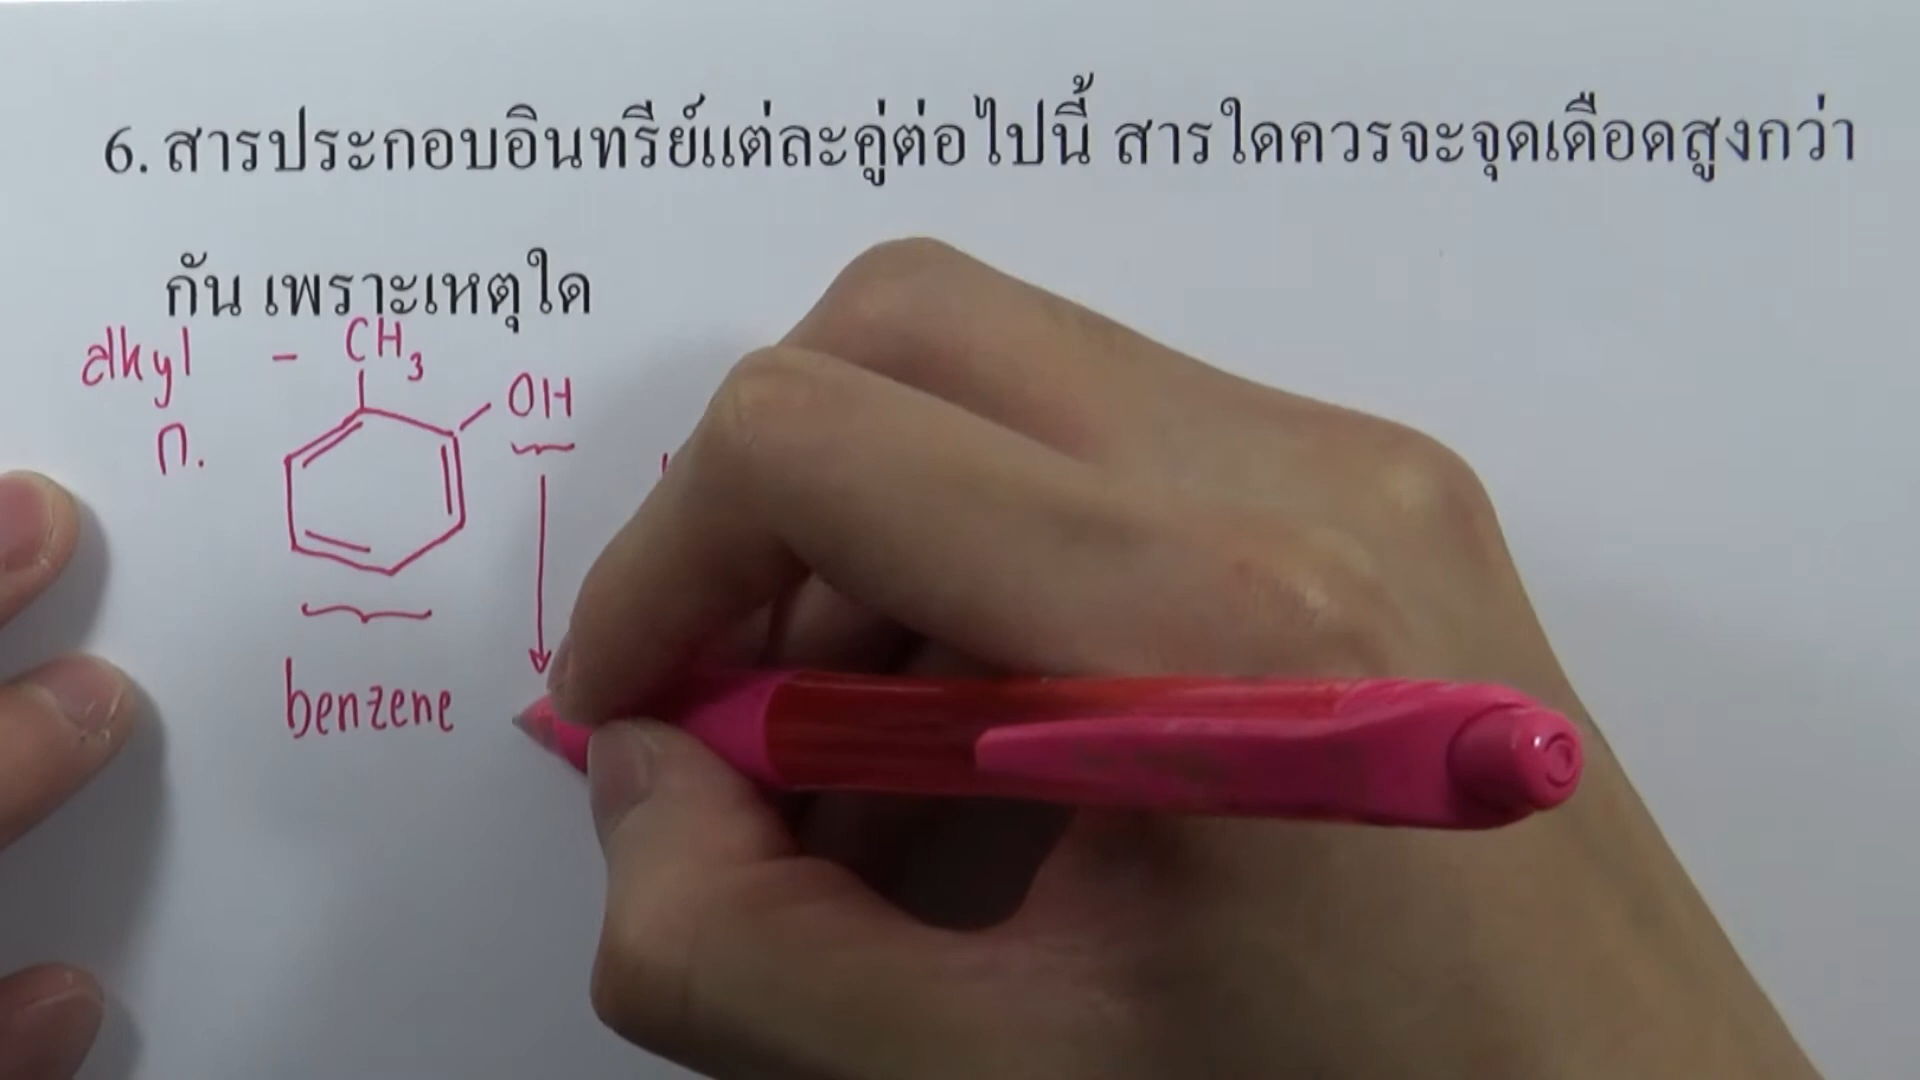 6. สารประกอบอินทรีย์แต่ละคู่ต่อไปนี้ สารใดควรจะจุดเดือดสูงกว่า
กัน เพราะเหตุใด
alkyl – CH3
OH
ก.
benzene